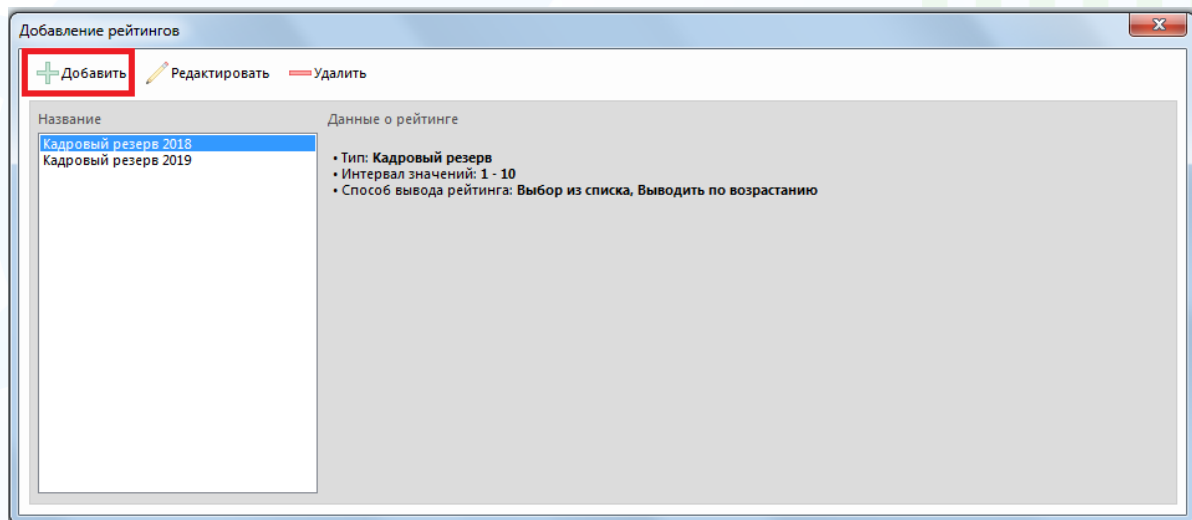 Добавление рейтингов
Добавить Редактировать Удалить
Название Данные о рейтинге
Кадровый резерв 2018
Кадровый резерв 2019
• Тип: Кадровый резерв
• Интервал значений: 1 - 10
• Способ вывода рейтинга: Выбор из списка, Выводить по возрастанию